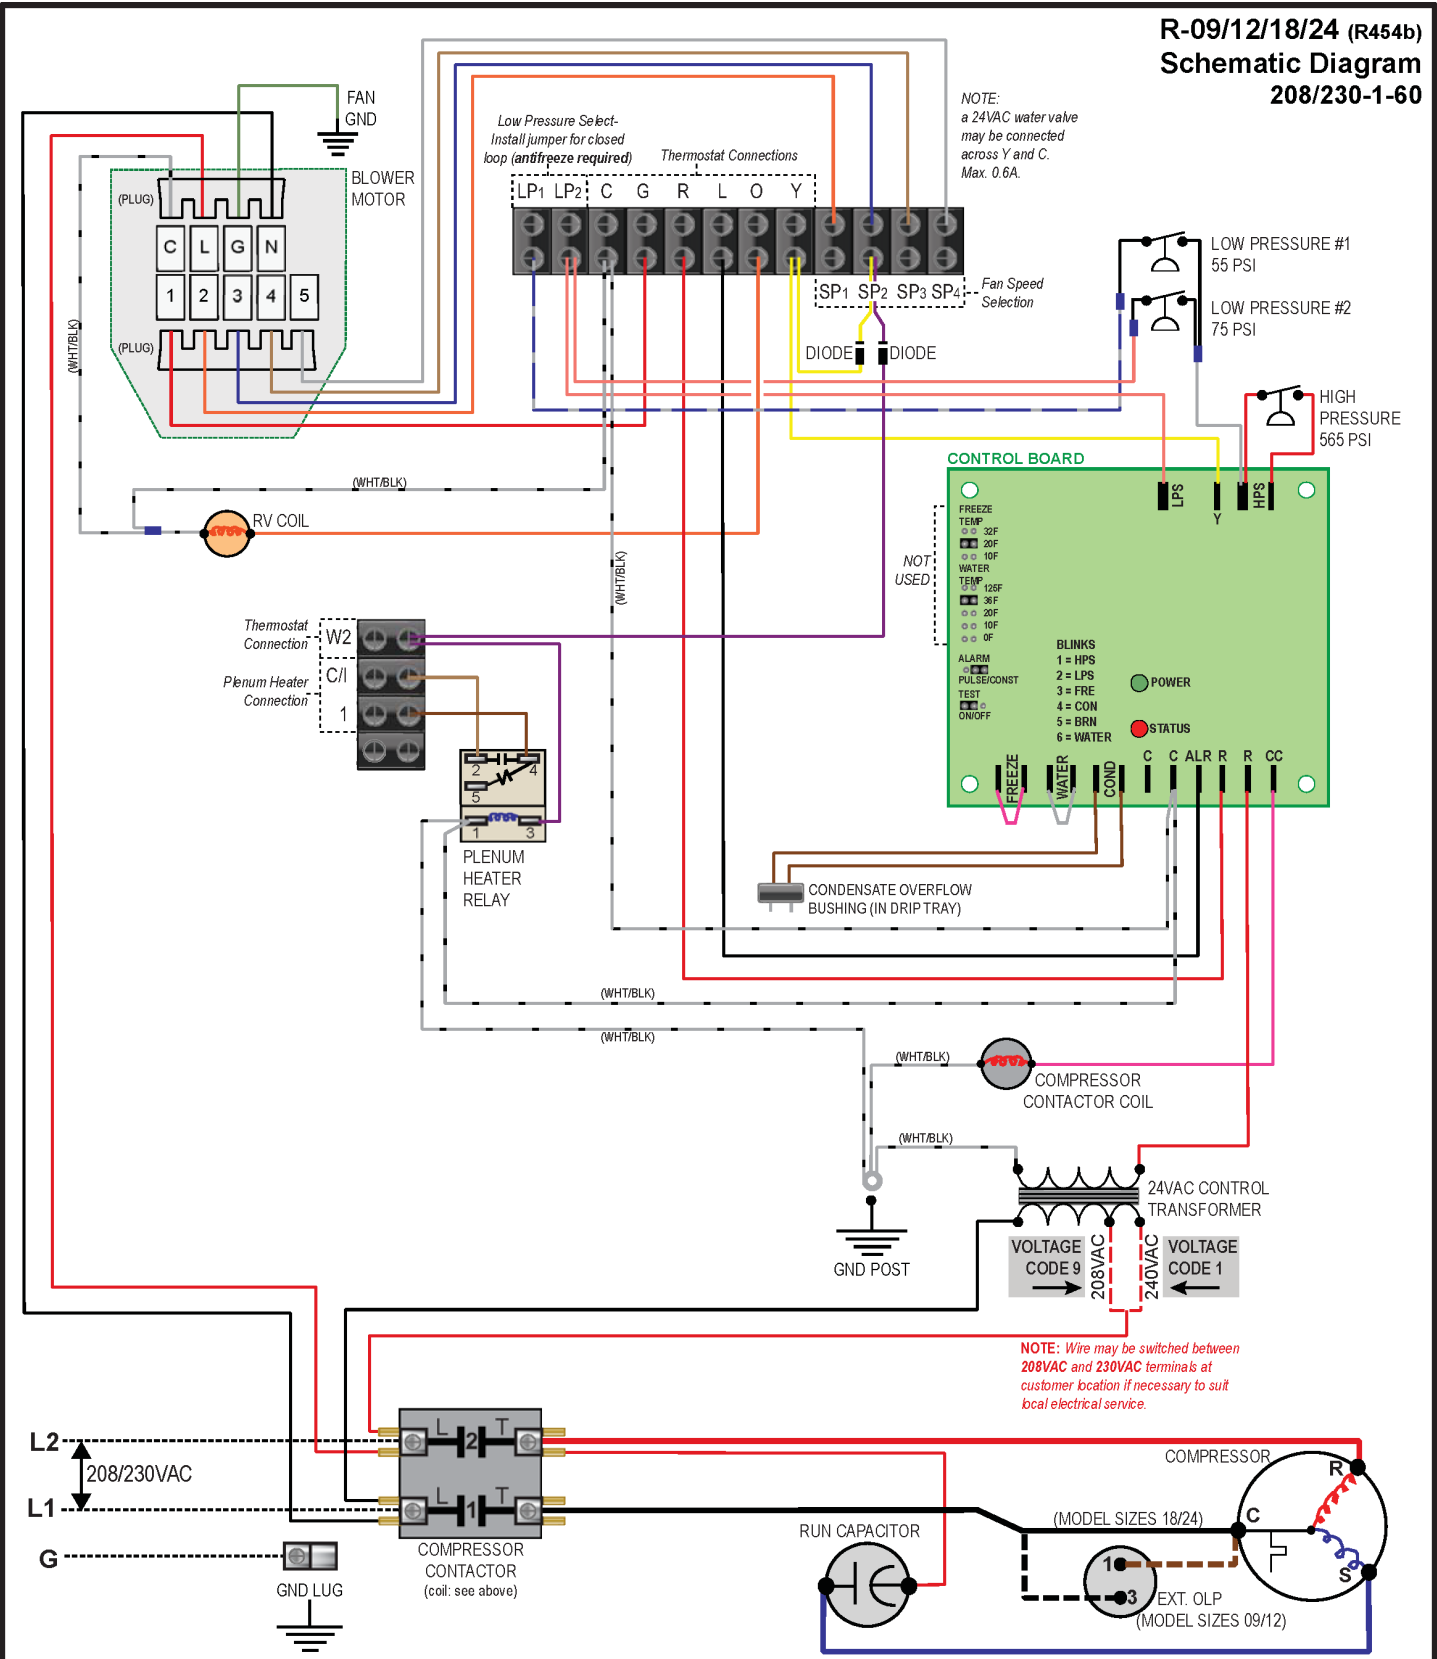 R-09/12/18/24 (R454b)
Schematic Diagram
208/230-1-60
FAN
GND
BLOWER
MOTOR
(PLUG)
C L G N
1 2 3 4 5
(PLUG)
(WHT/BLK)
Low Pressure Select-
Install jumper for closed
loop (antifreeze required)
Thermostat Connections
LP1 LP2 C G R L O Y
SP1 SP2 SP3 SP4
Fan Speed
Selection
NOTE:
a 24VAC water valve
may be connected
across Y and C.
Max. 0.6A.
DIODE DIODE
LOW PRESSURE #1
55 PSI
LOW PRESSURE #2
75 PSI
HIGH
PRESSURE
565 PSI
(WHT/BLK)
RV COIL
(WHT/BLK)
CONTROL BOARD
LPS
Y
HPS
FREEZE
TEMP
32F
20F
10F
WATER
TEMP
125F
36F
20F
10F
0F
NOT
USED
ALARM
PULSE/CONST
TEST
ON/OFF
BLINKS
1 = HPS
2 = LPS
3 = FRE
4 = CON
5 = BRN
6 = WATER
POWER
STATUS
FREEZE
WATER
COND
C C ALR R R CC
Thermostat
Connection
W2
Plenum Heater
Connection
C/I
1
2 4
5
1 3
PLENUM
HEATER
RELAY
CONDENSATE OVERFLOW
BUSHING (IN DRIP TRAY)
(WHT/BLK)
(WHT/BLK)
(WHT/BLK)
COMPRESSOR
CONTACTOR COIL
(WHT/BLK)
24VAC CONTROL
TRANSFORMER
GND POST
VOLTAGE
CODE 9
208VAC
240VAC
VOLTAGE
CODE 1
NOTE: Wire may be switched between
208VAC and 230VAC terminals at
customer location if necessary to suit
local electrical service.
L2
208/230VAC
L1
G
L 2 T
L 1 T
COMPRESSOR
CONTACTOR
(coil: see above)
GND LUG
RUN CAPACITOR
COMPRESSOR
R
C
S
(MODEL SIZES 18/24)
1
3
EXT. OLP
(MODEL SIZES 09/12)